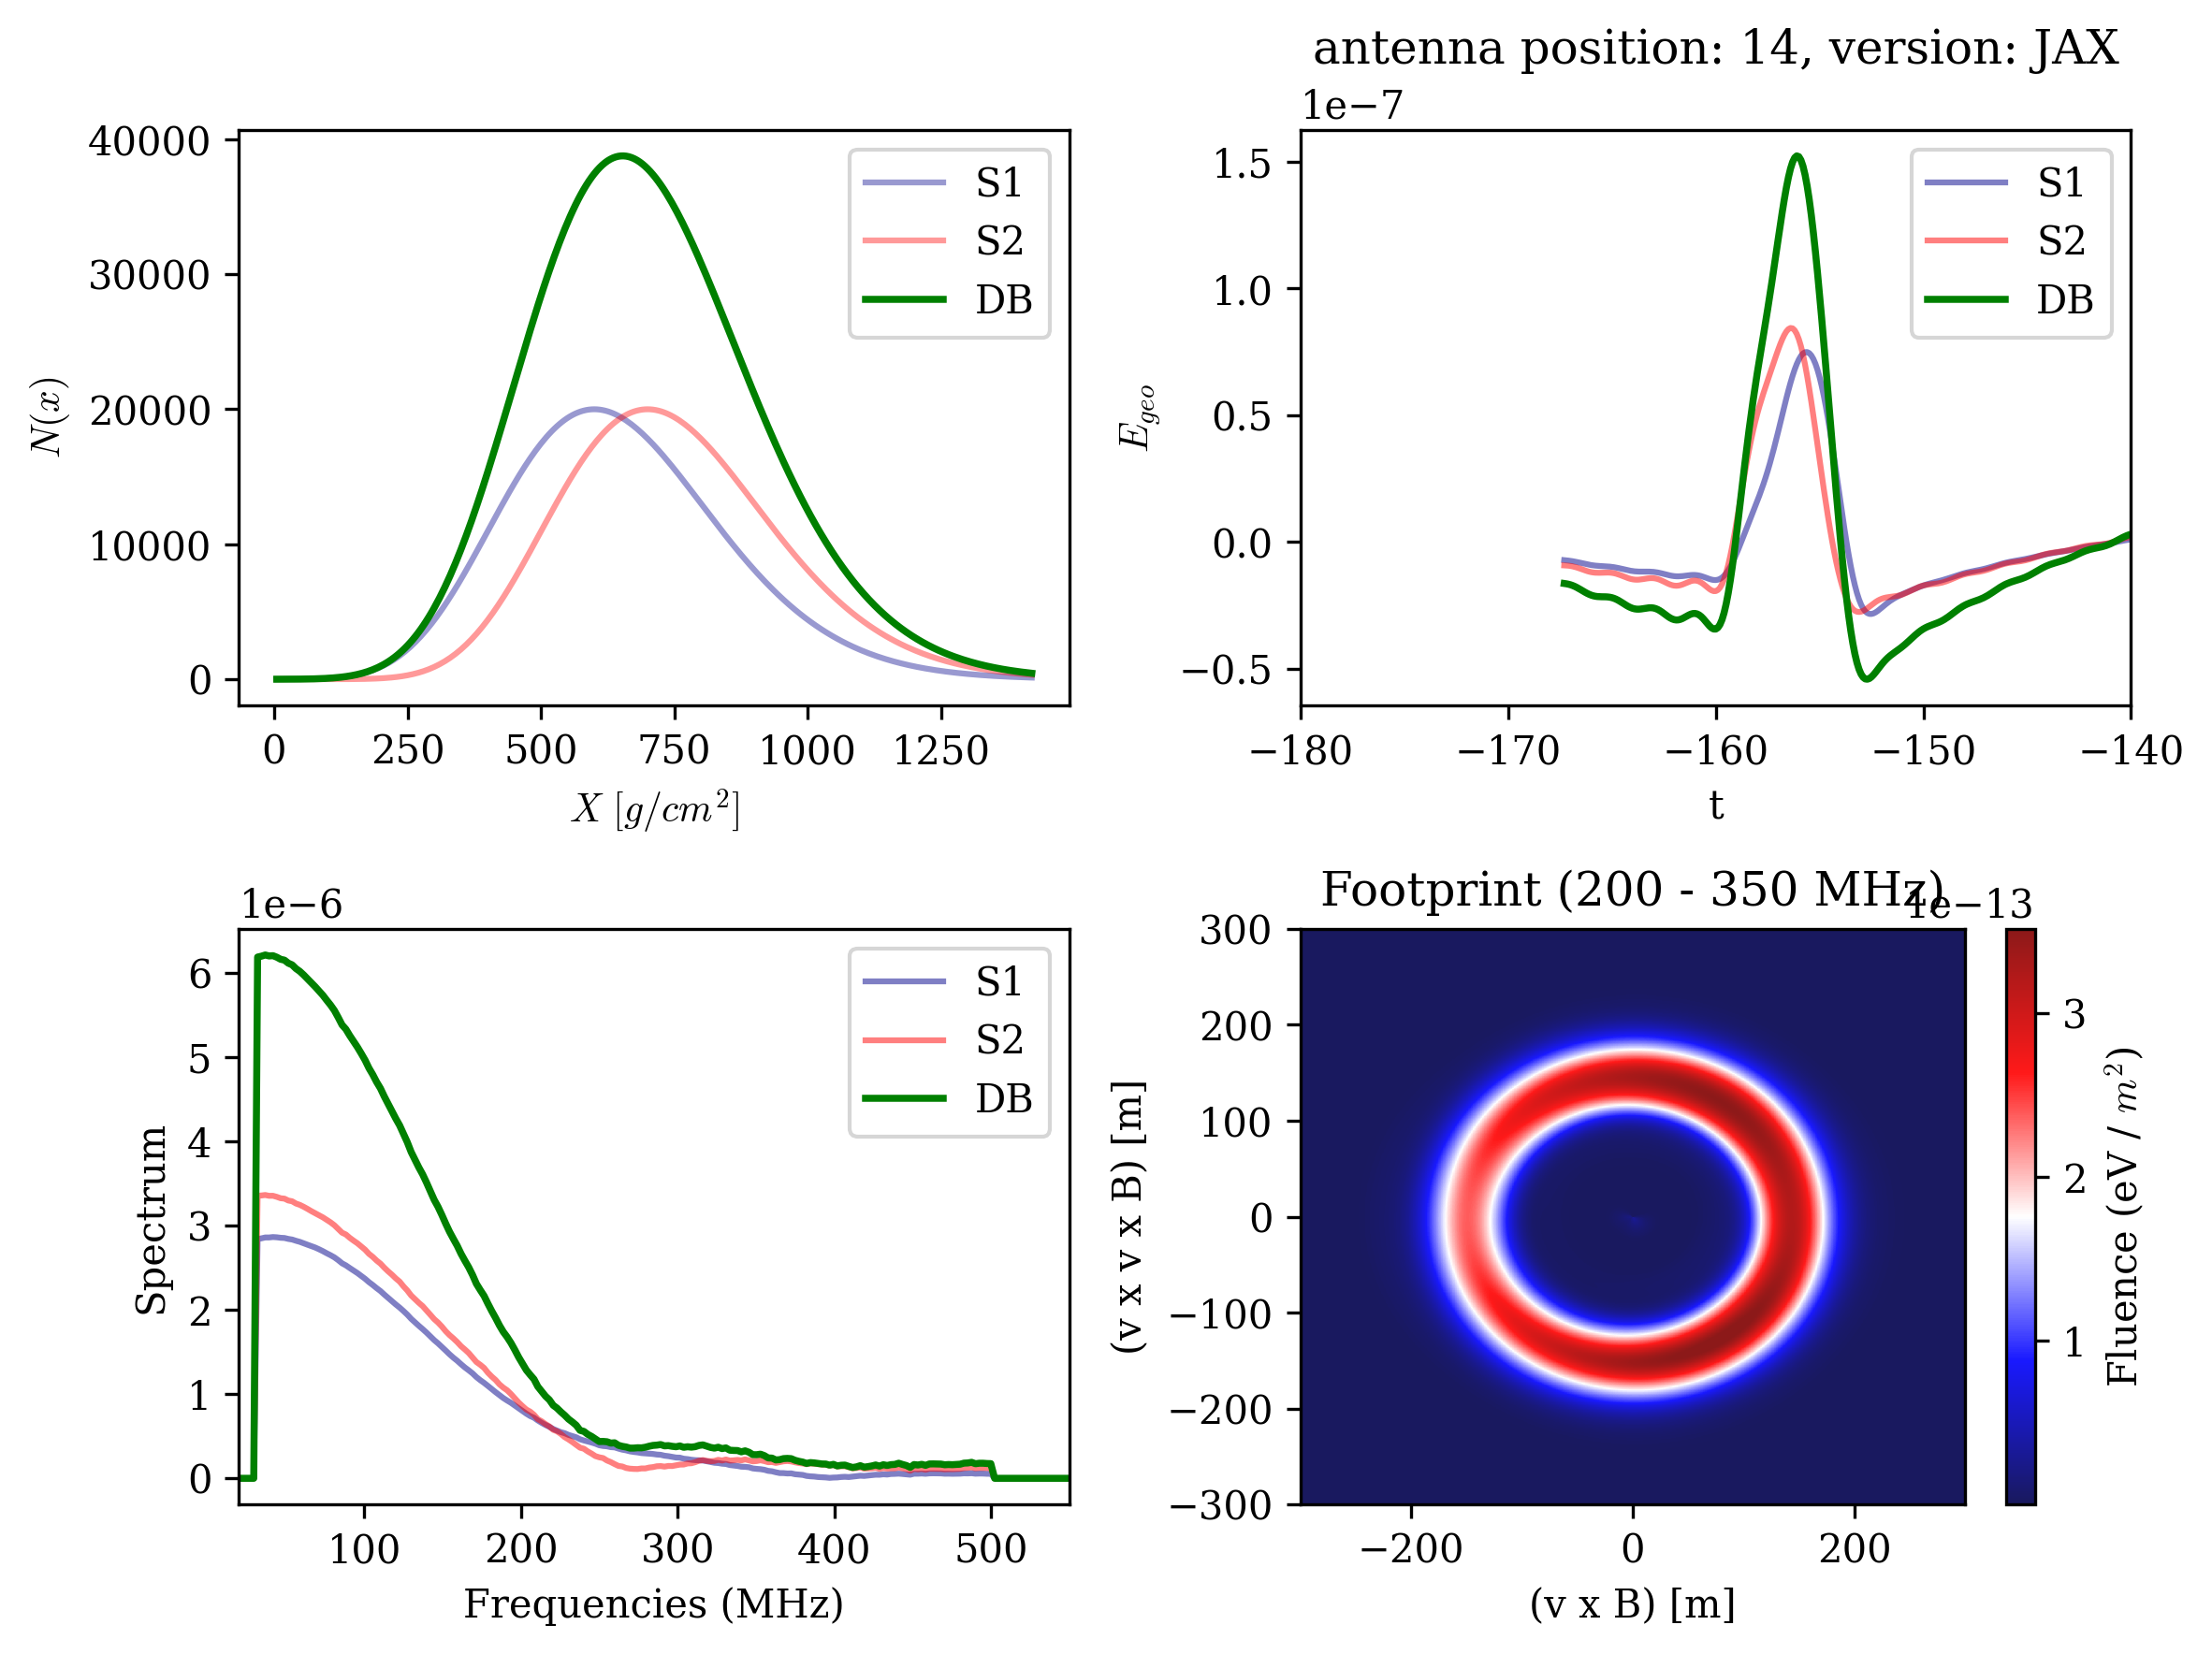 antenna position: 14, version: JAX
1e−7
40000
30000
20000
10000
0
N(x)
0 250 500 750 1000 1250
X [g/cm²]
S1
S2
DB
1.5
1.0
0.5
0.0
−0.5
E_geo
−180 −170 −160 −150 −140
t
S1
S2
DB
1e−6
6
5
4
3
2
1
0
Spectrum
100 200 300 400 500
Frequencies (MHz)
S1
S2
DB
Footprint (200 - 350 MHz)
1e−13
300
200
100
0
−100
−200
−300
(v x v x B) [m]
−200 0 200
(v x B) [m]
3
2
1
Fluence (eV / m²)